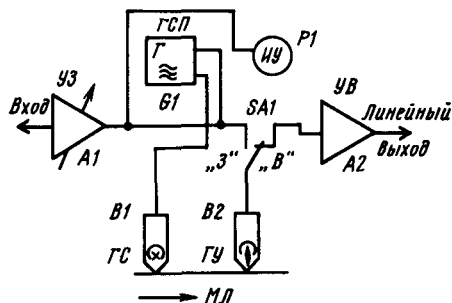 ГСП
P1
УЗ
Г
ИУ
G1
SA1
УВ
Вход
Линейный
A1
„З“
„В“
A2
выход
B1
B2
ГС
ГУ
МЛ